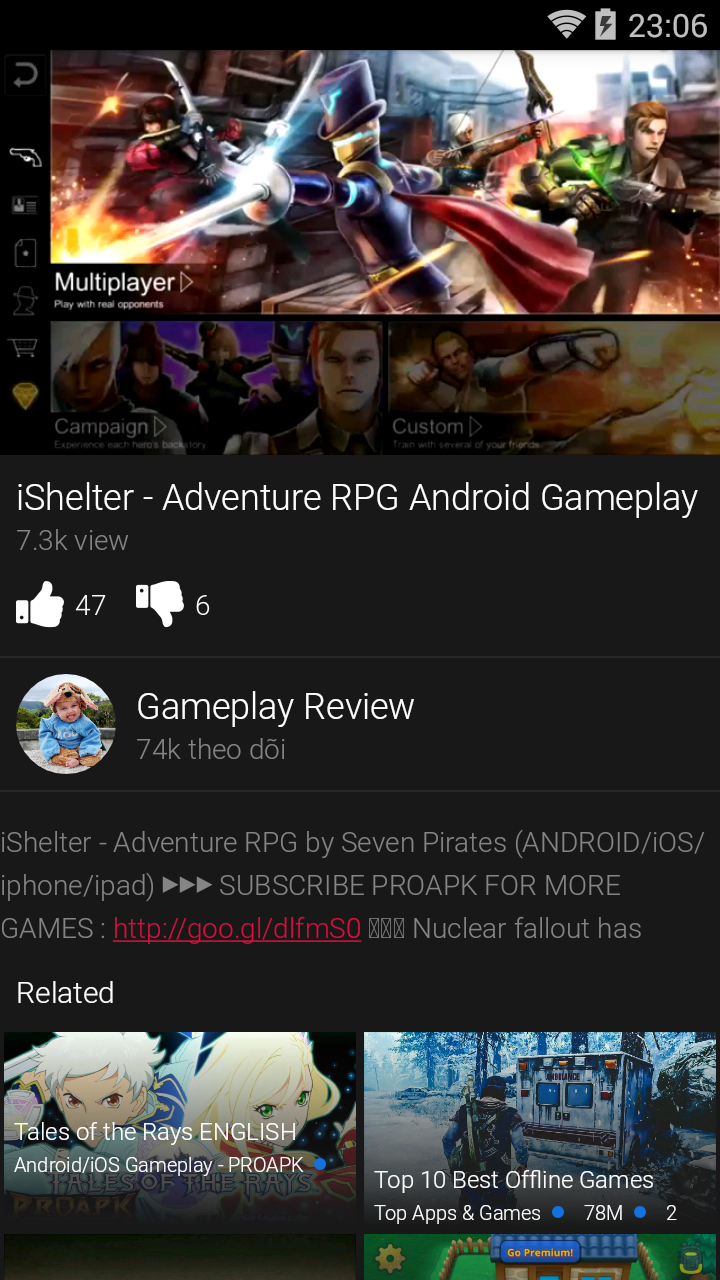 23:06
Multiplayer
Play with real opponents
Campaign
Experience each hero's backstory
Custom
Train with several of your friends
iShelter - Adventure RPG Android Gameplay
7.3k view
47
6
Gameplay Review
74k theo dõi
iShelter - Adventure RPG by Seven Pirates (ANDROID/iOS/
iphone/ipad) ▶▶▶ SUBSCRIBE PROAPK FOR MORE
GAMES : http://goo.gl/dlfmS0 Nuclear fallout has
Related
Tales of the Rays ENGLISH
Android/iOS Gameplay - PROAPK
TALES OF THE RAYS
PROAPK
AMBULANCE
Top 10 Best Offline Games
Top Apps & Games 78M 2
Go Premium!